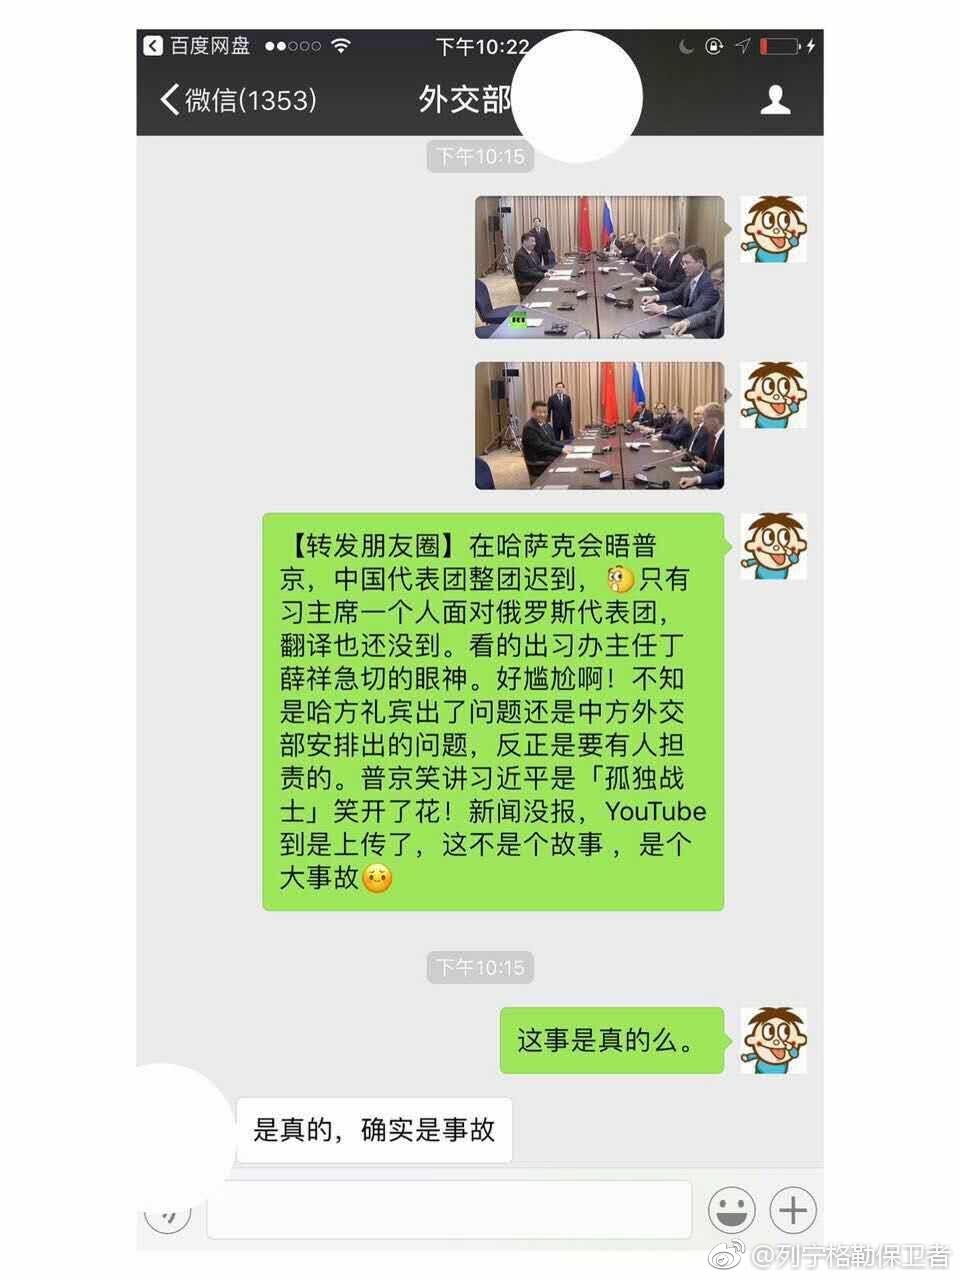 百度网盘 下午10:22
微信(1353) 外交部
下午10:15
RT
【转发朋友圈】在哈萨克会晤普
京，中国代表团整团迟到，只有
习主席一个人面对俄罗斯代表团，
翻译也还没到。看的出习办主任丁
薛祥急切的眼神。好尴尬啊！不知
是哈方礼宾出了问题还是中方外交
部安排出的问题，反正是要有人担
责的。普京笑讲习近平是「孤独战
士」笑开了花！新闻没报，YouTube
到是上传了，这不是个故事，是个
大事故
下午10:15
这事是真的么。
是真的，确实是事故
@列宁格勒保卫者